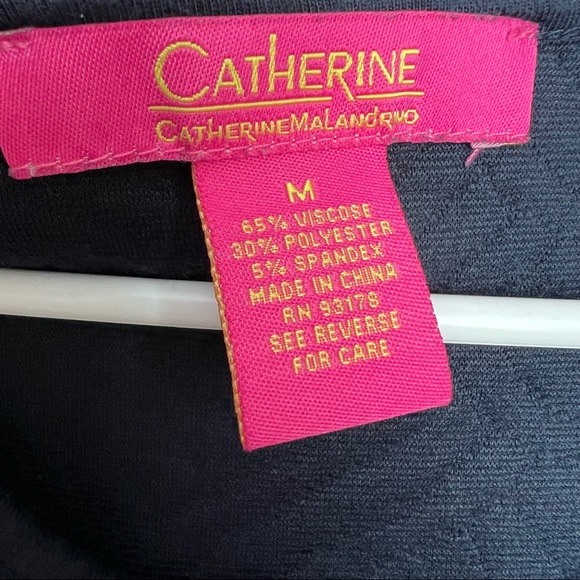 CATHERINE
CATHERINEMALANDRINO
M
65% VISCOSE
30% POLYESTER
5% SPANDEX
MADE IN CHINA
RN 93178
SEE REVERSE
FOR CARE